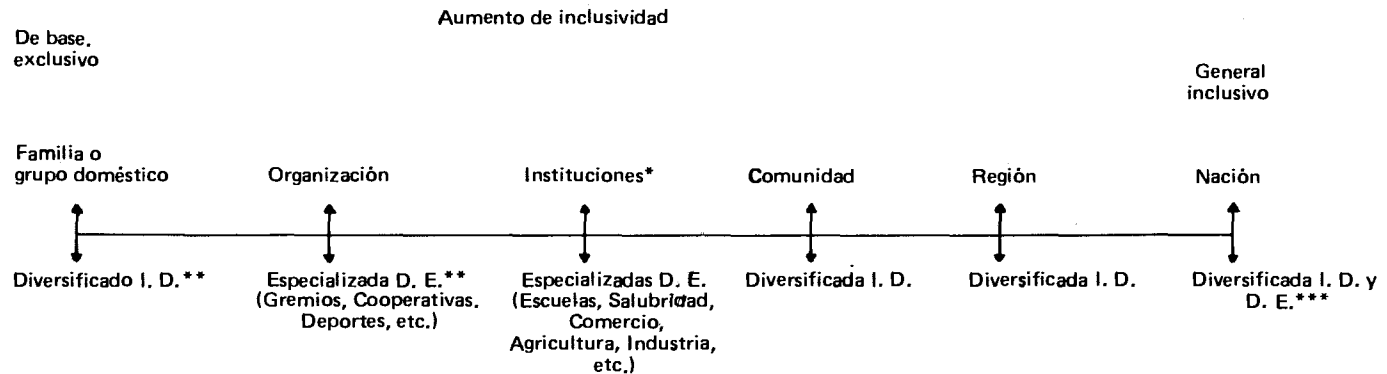 Aumento de inclusividad
De base.
exclusivo
General
inclusivo
Familia o
grupo doméstico
Organización
Instituciones*
Comunidad
Región
Nación
Diversificado I. D.**
Especializada D. E.**
(Gremios, Cooperativas.
Deportes, etc.)
Especializadas D. E.
(Escuelas, Salubridad,
Comercio,
Agricultura, Industria,
etc.)
Diversificada I. D.
Diversificada I. D.
Diversificada I. D. y
D. E.***